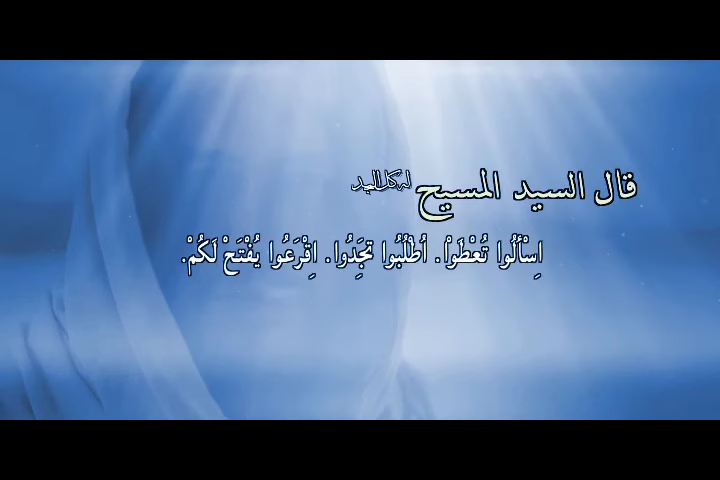 قال السيد المسيح له كل المجد
اِسْأَلُوا تُعْطَوْا. اُطْلُبُوا تَجِدُوا. اِقْرَعُوا يُفْتَحْ لَكُمْ.